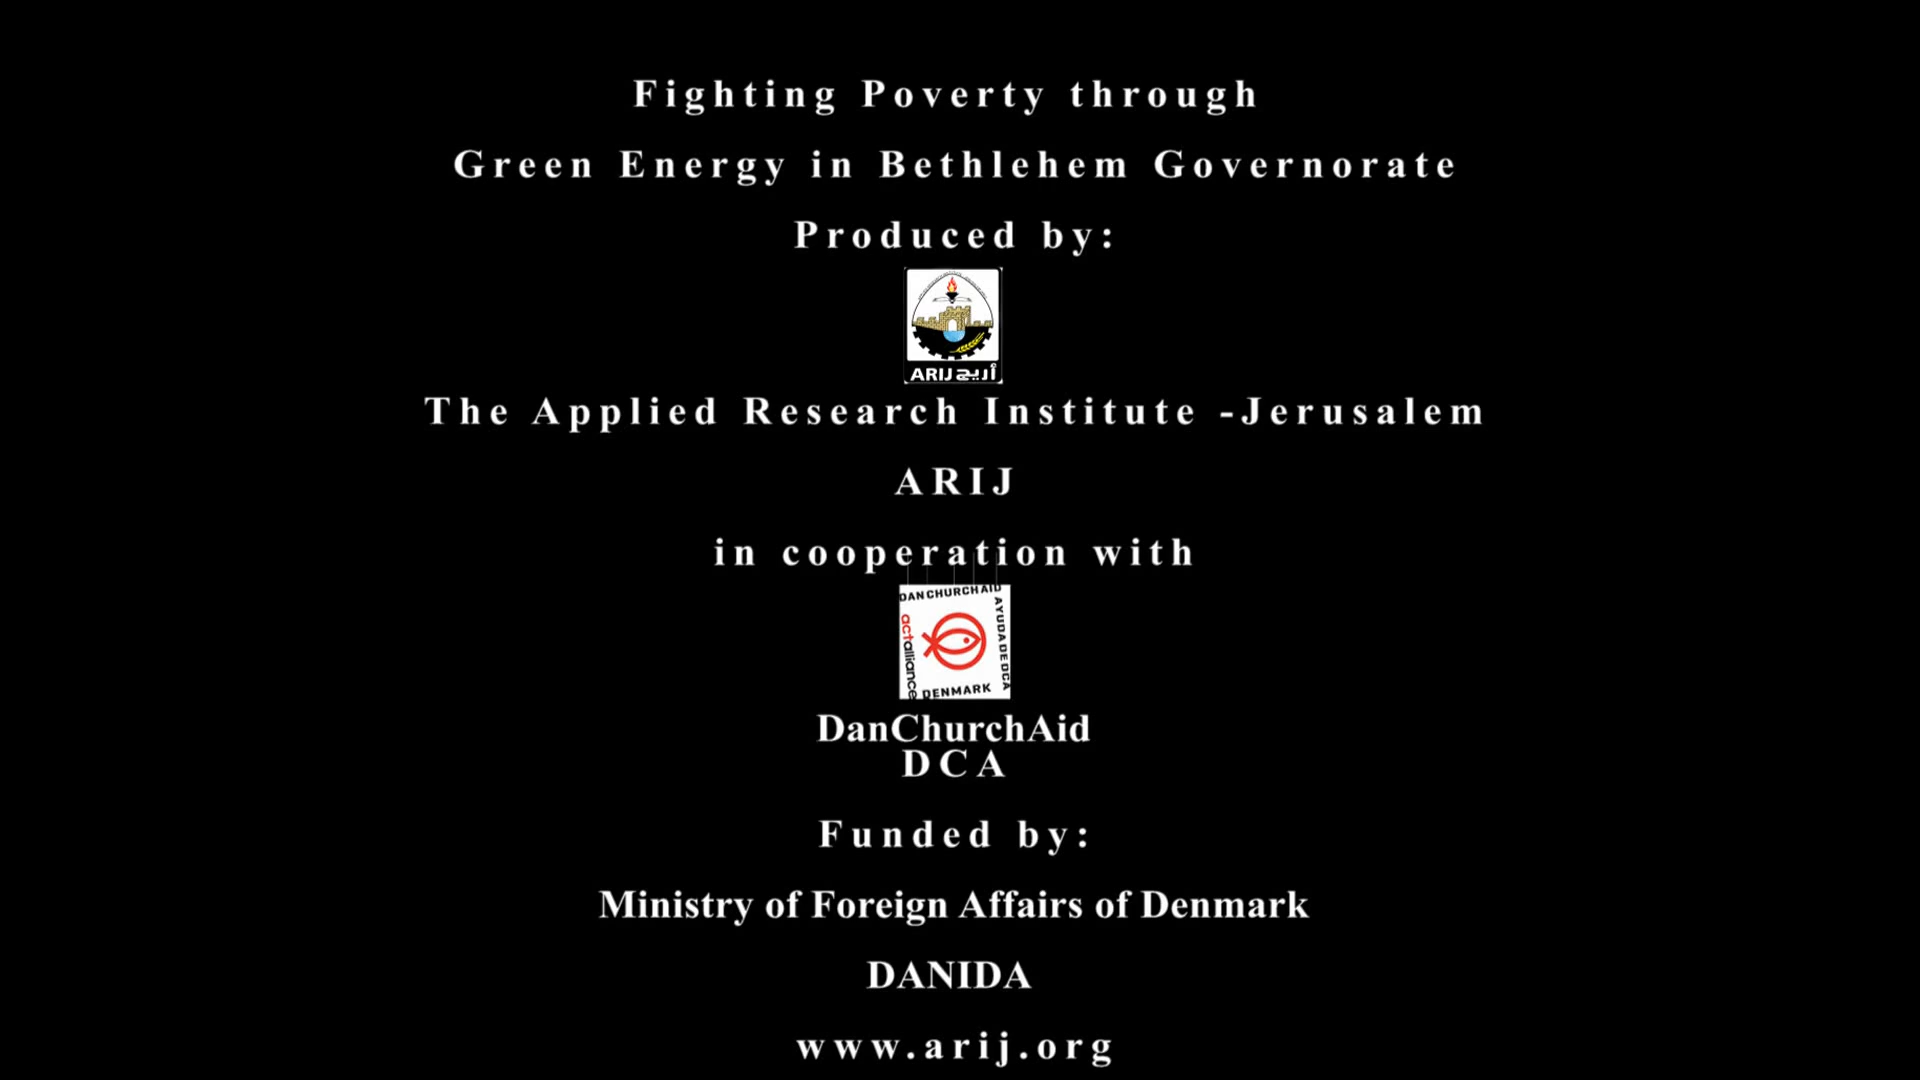 Fighting Poverty through
Green Energy in Bethlehem Governorate
Produced by:
ARIJ أريج
The Applied Research Institute -Jerusalem
ARIJ
in cooperation with
DANCHURCHAID
actalliance
AYUDA DE DCA
DENMARK
DanChurchAid
DCA
Funded by:
Ministry of Foreign Affairs of Denmark
DANIDA
www.arij.org